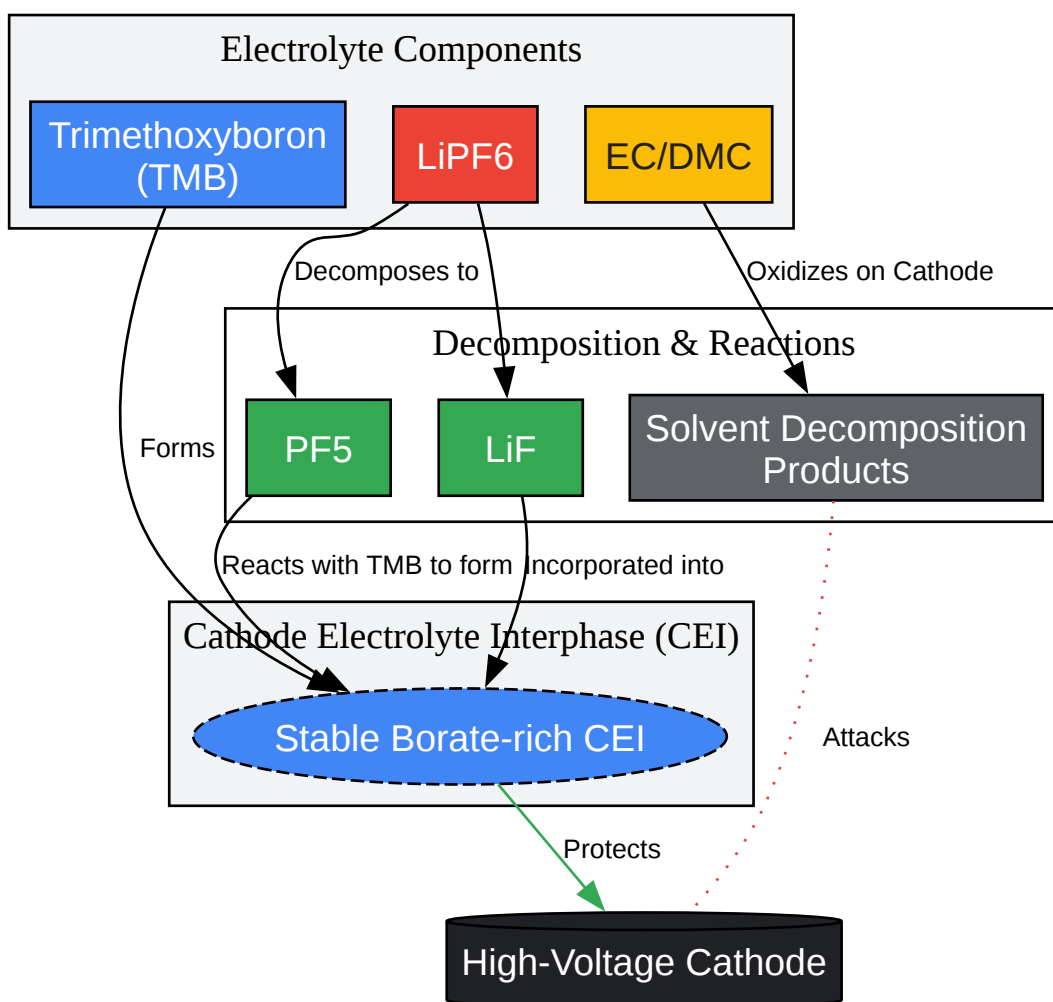 Electrolyte Components
Trimethoxyboron
(TMB)
LiPF6
EC/DMC
Decomposes to
Oxidizes on Cathode
Decomposition & Reactions
Forms
PF5
LiF
Solvent Decomposition
Products
Reacts with TMB to form
Incorporated into
Cathode Electrolyte Interphase (CEI)
Stable Borate-rich CEI
Attacks
Protects
High-Voltage Cathode